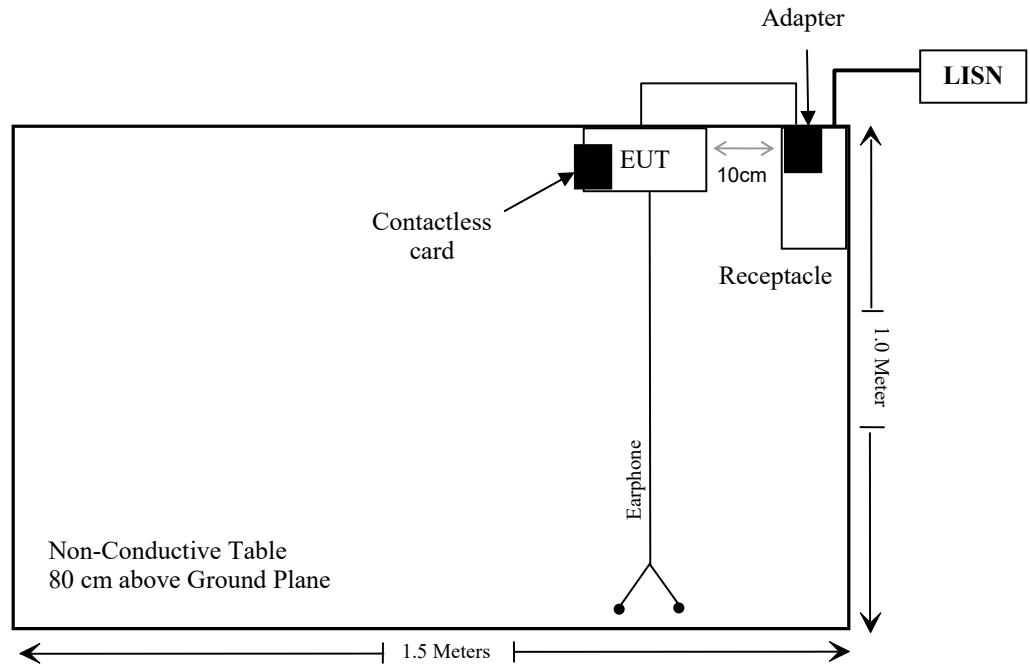 Adapter
LISN
EUT
10cm
Contactless
card
Receptacle
1.0 Meter
Earphone
Non-Conductive Table
80 cm above Ground Plane
1.5 Meters